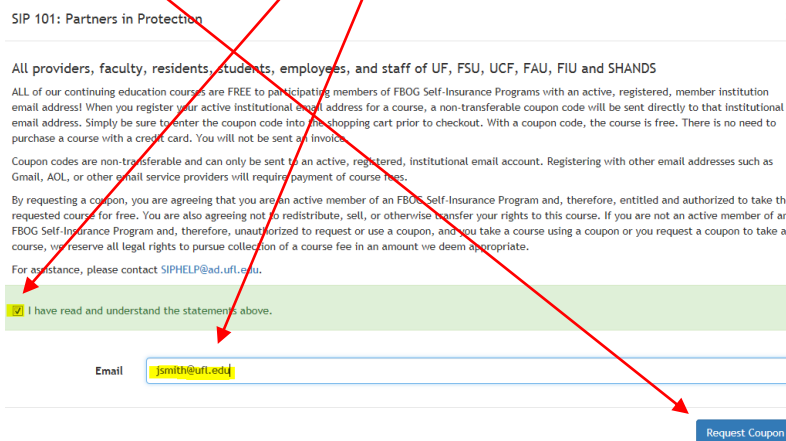 SIP 101: Partners in Protection
All providers, faculty, residents, students, employees, and staff of UF, FSU, UCF, FAU, FIU and SHANDS
ALL of our continuing education courses are FREE to participating members of FBOG Self-Insurance Programs with an active, registered, member institution
email address! When you register your active institutional email address for a course, a non-transferable coupon code will be sent directly to that institutional
email address. Simply be sure to enter the coupon code into the shopping cart prior to checkout. With a coupon code, the course is free. There is no need to
purchase a course with a credit card. You will not be sent an invoice.
Coupon codes are non-transferable and can only be sent to an active, registered, institutional email account. Registering with other email addresses such as
Gmail, AOL, or other email service providers will require payment of course fees.
By requesting a coupon, you are agreeing that you are an active member of an FBOG Self-Insurance Program and, therefore, entitled and authorized to take th
requested course for free. You are also agreeing not to redistribute, sell, or otherwise transfer your rights to this course. If you are not an active member of an
FBOG Self-Insurance Program and, therefore, unauthorized to request or use a coupon, and you take a course using a coupon or you request a coupon to take a
course, we reserve all legal rights to pursue collection of a course fee in an amount we deem appropriate.
For assistance, please contact SIPHELP@ad.ufl.edu.
I have read and understand the statements above.
Email jsmith@ufl.edu
Request Coupon